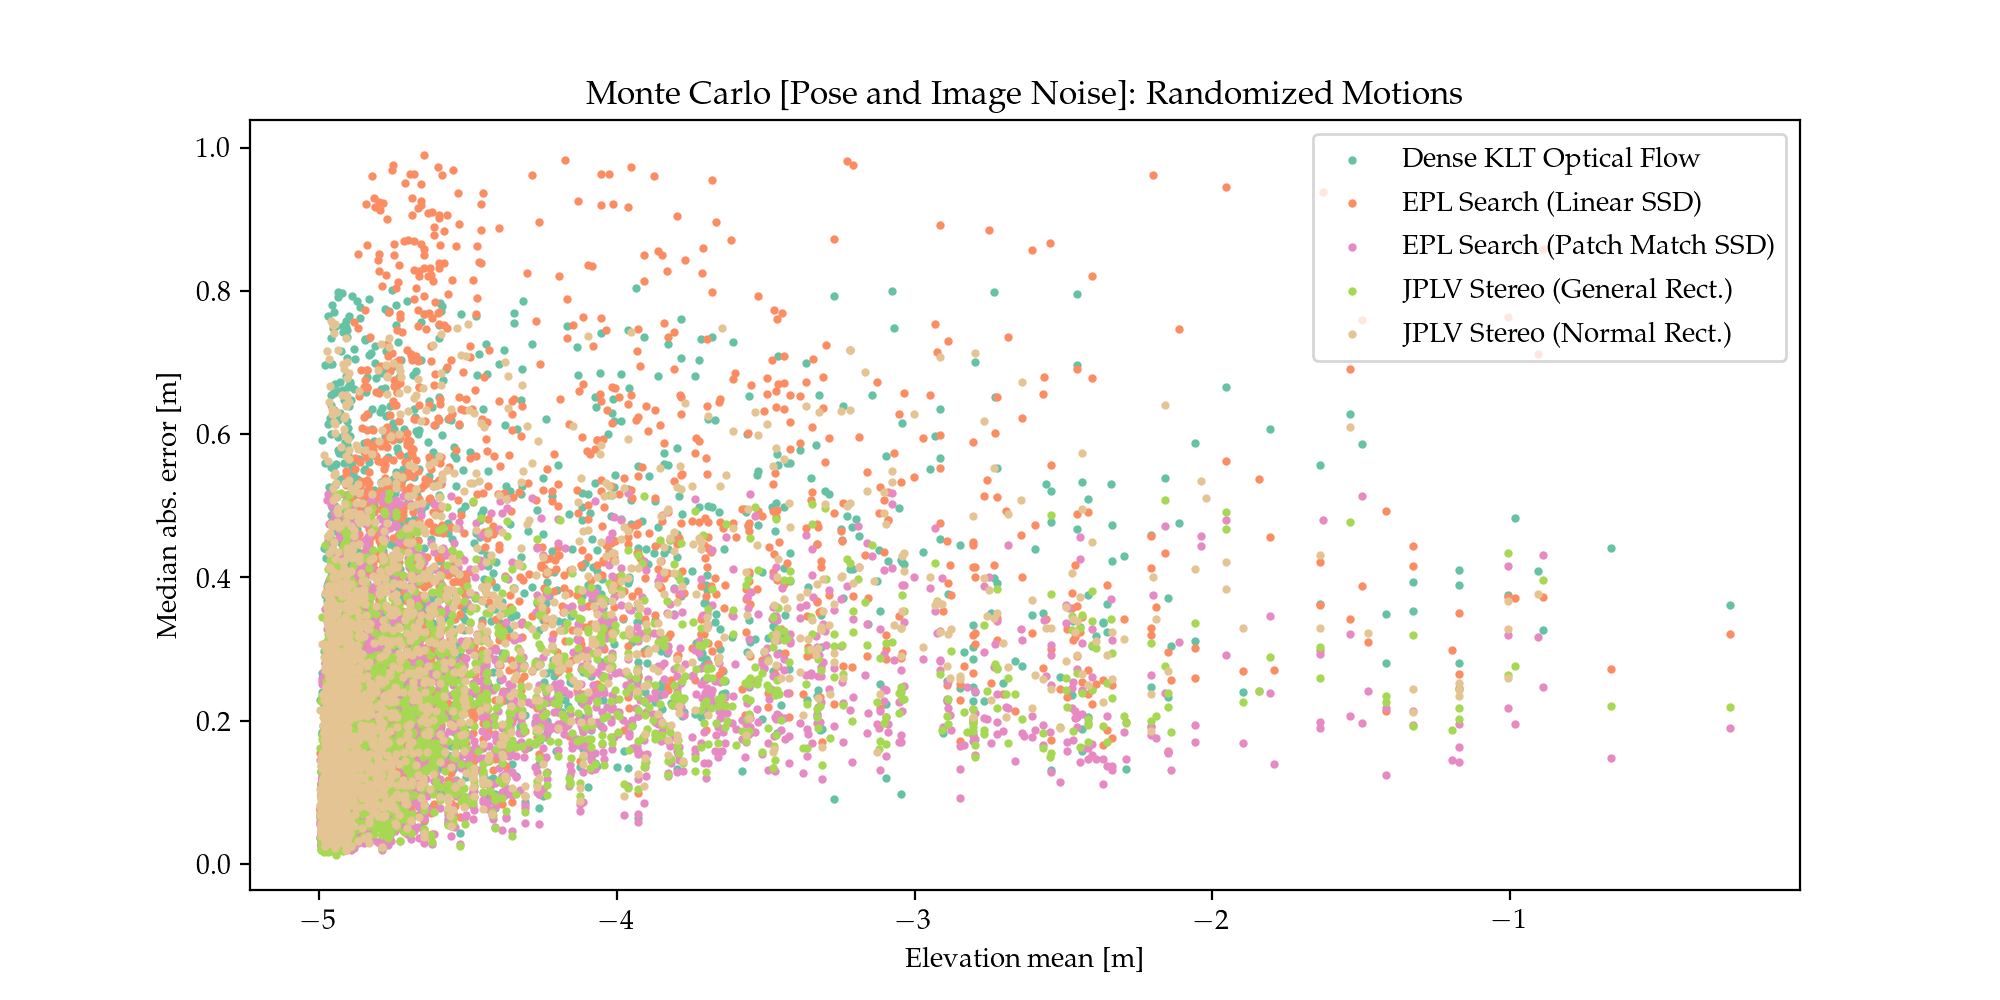 Monte Carlo [Pose and Image Noise]: Randomized Motions
Dense KLT Optical Flow
EPL Search (Linear SSD)
EPL Search (Patch Match SSD)
JPLV Stereo (General Rect.)
JPLV Stereo (Normal Rect.)
Median abs. error [m]
1.0
0.8
0.6
0.4
0.2
0.0
−5 −4 −3 −2 −1
Elevation mean [m]